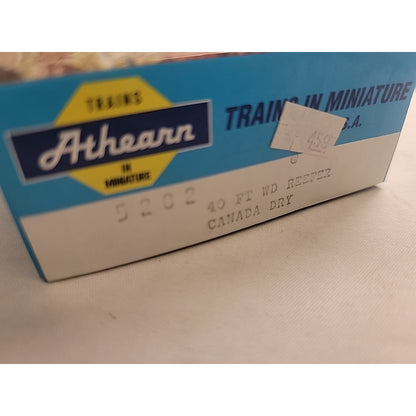 TRAINS
Athearn
IN
MINIATURE
TRAINS IN MINIATURE
S.A.
4.59
5202
40 FT WD REEFER
CANADA DRY